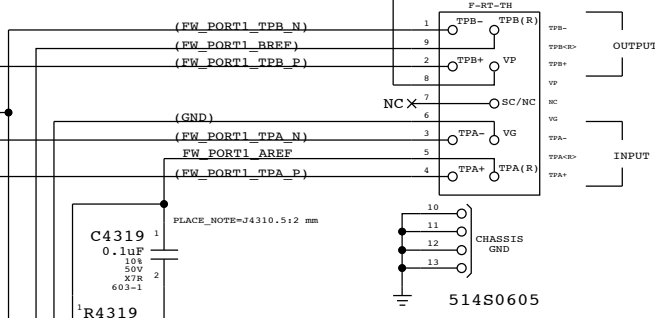 F-RT-TH
(FW_PORT1_TPB_N) 1 TPB- TPB(R) TPB-
(FW_PORT1_BREF) 9 TPB<R> OUTPUT
(FW_PORT1_TPB_P) 2 TPB+ VP TPB+
8 VP
NC 7 SC/NC NC
(GND) 6 VG
(FW_PORT1_TPA_N) 3 TPA- VG TPA-
FW_PORT1_AREF 5 TPA<R> INPUT
(FW_PORT1_TPA_P) 4 TPA+ TPA(R) TPA+
PLACE_NOTE=J4310.5:2 mm
10
C4319 1 11 CHASSIS
0.1uF 12 GND
10%
50V 13
X7R 2
603-1
514S0605
1 R4319